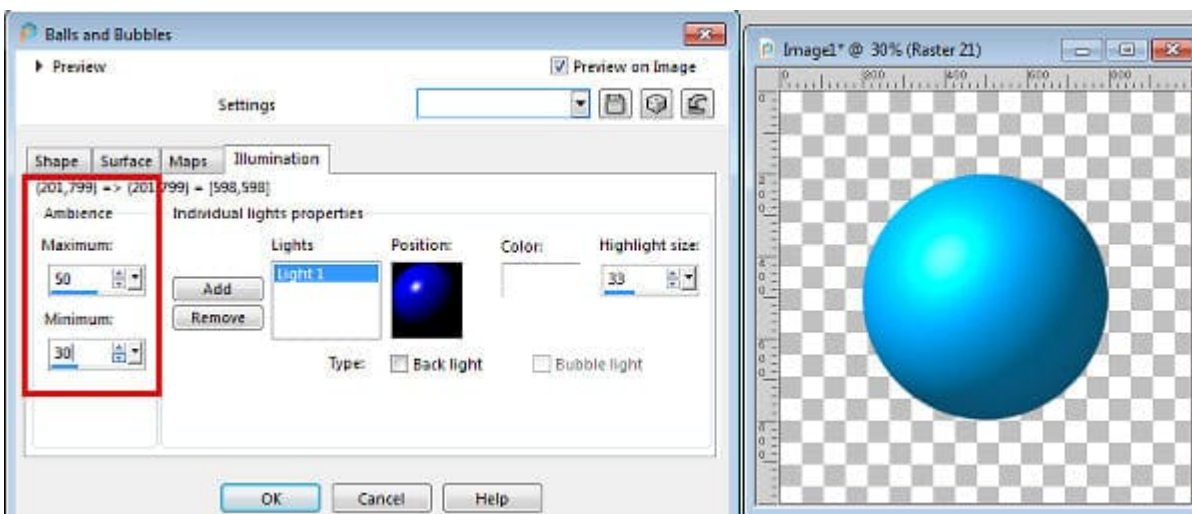 Balls and Bubbles
Preview
Preview on Image
Settings
Shape Surface Maps Illumination
(201,799) => (201,799) = [598,598]
Ambience
Individual lights properties
Maximum:
Lights
Position:
Color:
Highlight size:
50
Add
Light 1
33
Minimum:
Remove
30
Type:
Back light
Bubble light
OK
Cancel
Help
Image1* @ 30% (Raster 21)